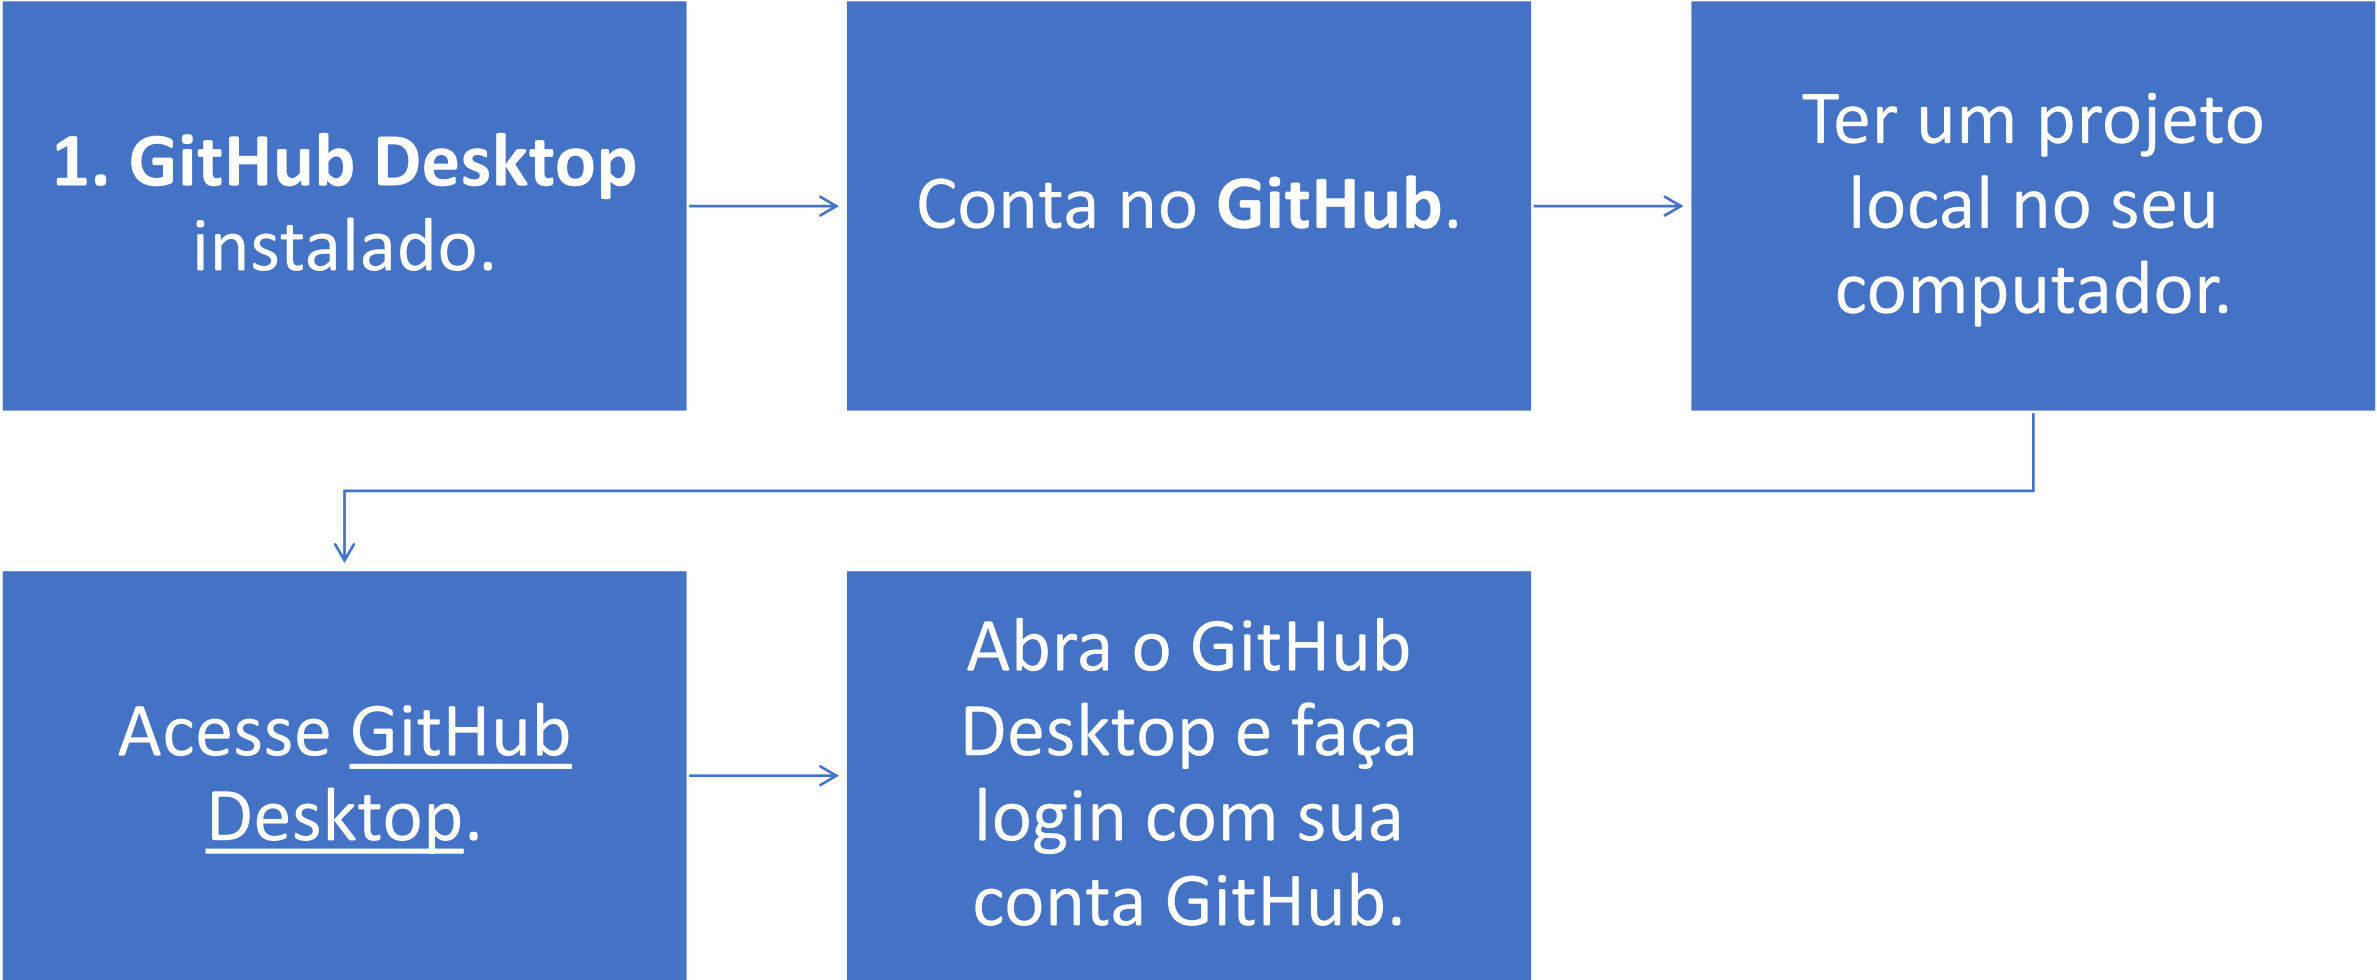 1. GitHub Desktop
instalado.
Conta no GitHub.
Ter um projeto
local no seu
computador.
Acesse GitHub
Desktop.
Abra o GitHub
Desktop e faça
login com sua
conta GitHub.